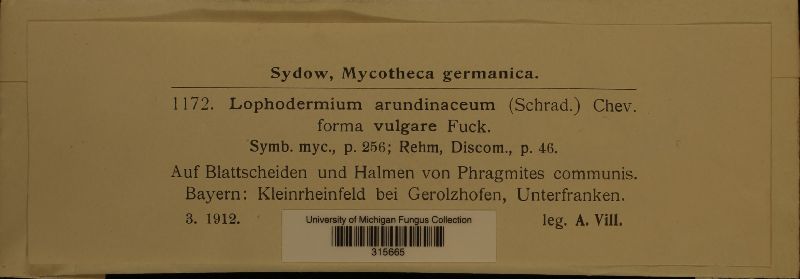 Sydow, Mycotheca germanica.
1172. Lophodermium arundinaceum (Schrad.) Chev.
forma vulgare Fuck.
Symb. myc., p. 256; Rehm, Discom., p. 46.
Auf Blattscheiden und Halmen von Phragmites communis.
Bayern: Kleinrheinfeld bei Gerolzhofen, Unterfranken.
3. 1912. leg. A. Vill.
University of Michigan Fungus Collection
315665